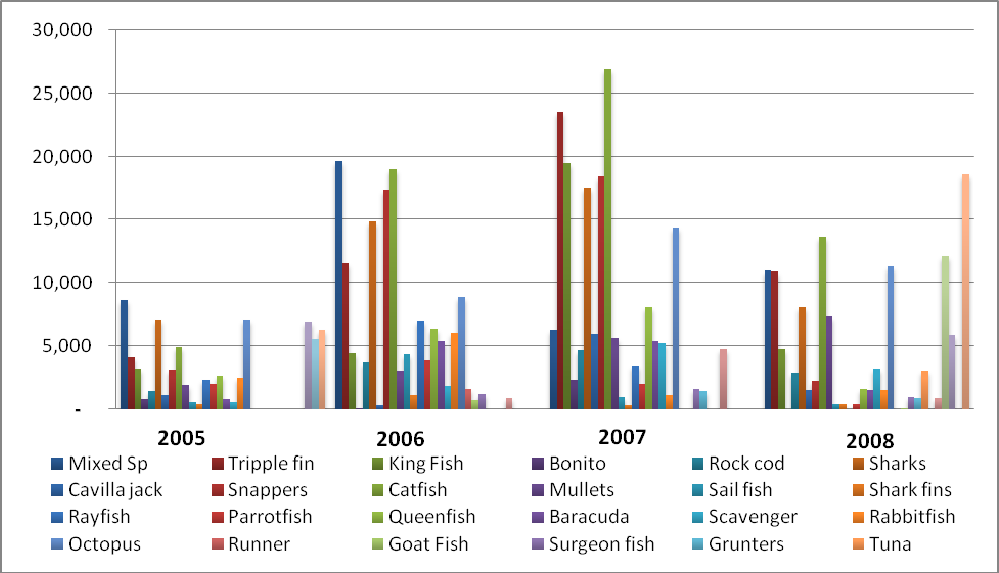 30,000
25,000
20,000
15,000
10,000
5,000
-
2005 2006 2007 2008
Mixed Sp Tripple fin King Fish Bonito Rock cod Sharks
Cavilla jack Snappers Catfish Mullets Sail fish Shark fins
Rayfish Parrotfish Queenfish Baracuda Scavenger Rabbitfish
Octopus Runner Goat Fish Surgeon fish Grunters Tuna